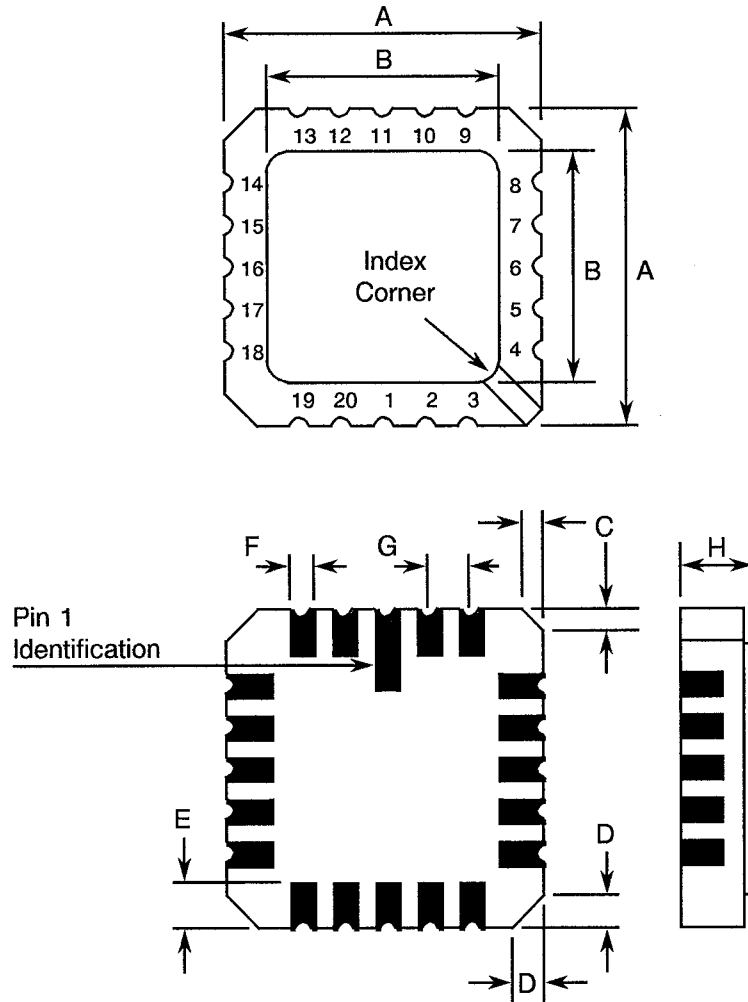 A
B
13 12 11 10 9
14 8
15 7
16 6
17 5
18 4
Index
Corner
B
A
19 20 1 2 3
F
G
C
H
Pin 1
Identification
E
D
D